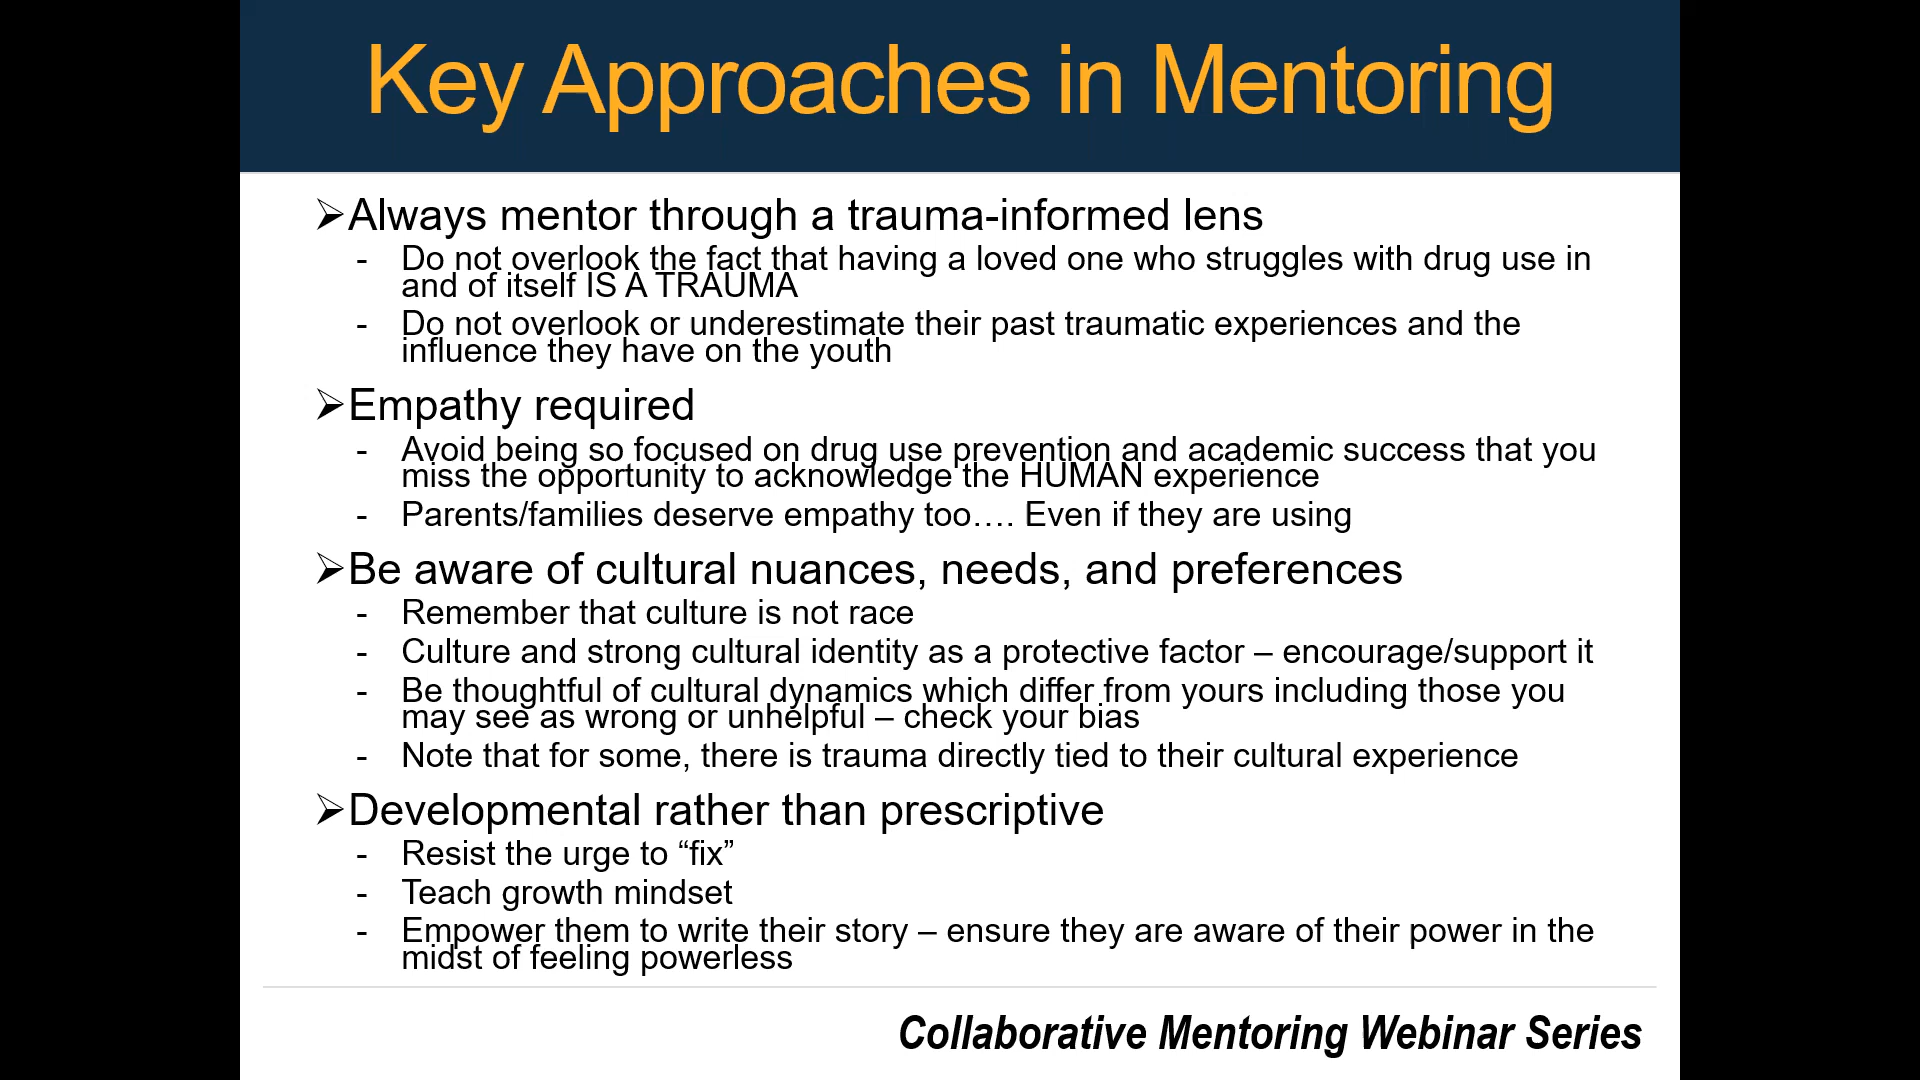 Key Approaches in Mentoring
➢Always mentor through a trauma-informed lens
- Do not overlook the fact that having a loved one who struggles with drug use in
and of itself IS A TRAUMA
- Do not overlook or underestimate their past traumatic experiences and the
influence they have on the youth
➢Empathy required
- Avoid being so focused on drug use prevention and academic success that you
miss the opportunity to acknowledge the HUMAN experience
- Parents/families deserve empathy too…. Even if they are using
➢Be aware of cultural nuances, needs, and preferences
- Remember that culture is not race
- Culture and strong cultural identity as a protective factor – encourage/support it
- Be thoughtful of cultural dynamics which differ from yours including those you
may see as wrong or unhelpful – check your bias
- Note that for some, there is trauma directly tied to their cultural experience
➢Developmental rather than prescriptive
- Resist the urge to “fix”
- Teach growth mindset
- Empower them to write their story – ensure they are aware of their power in the
midst of feeling powerless
Collaborative Mentoring Webinar Series